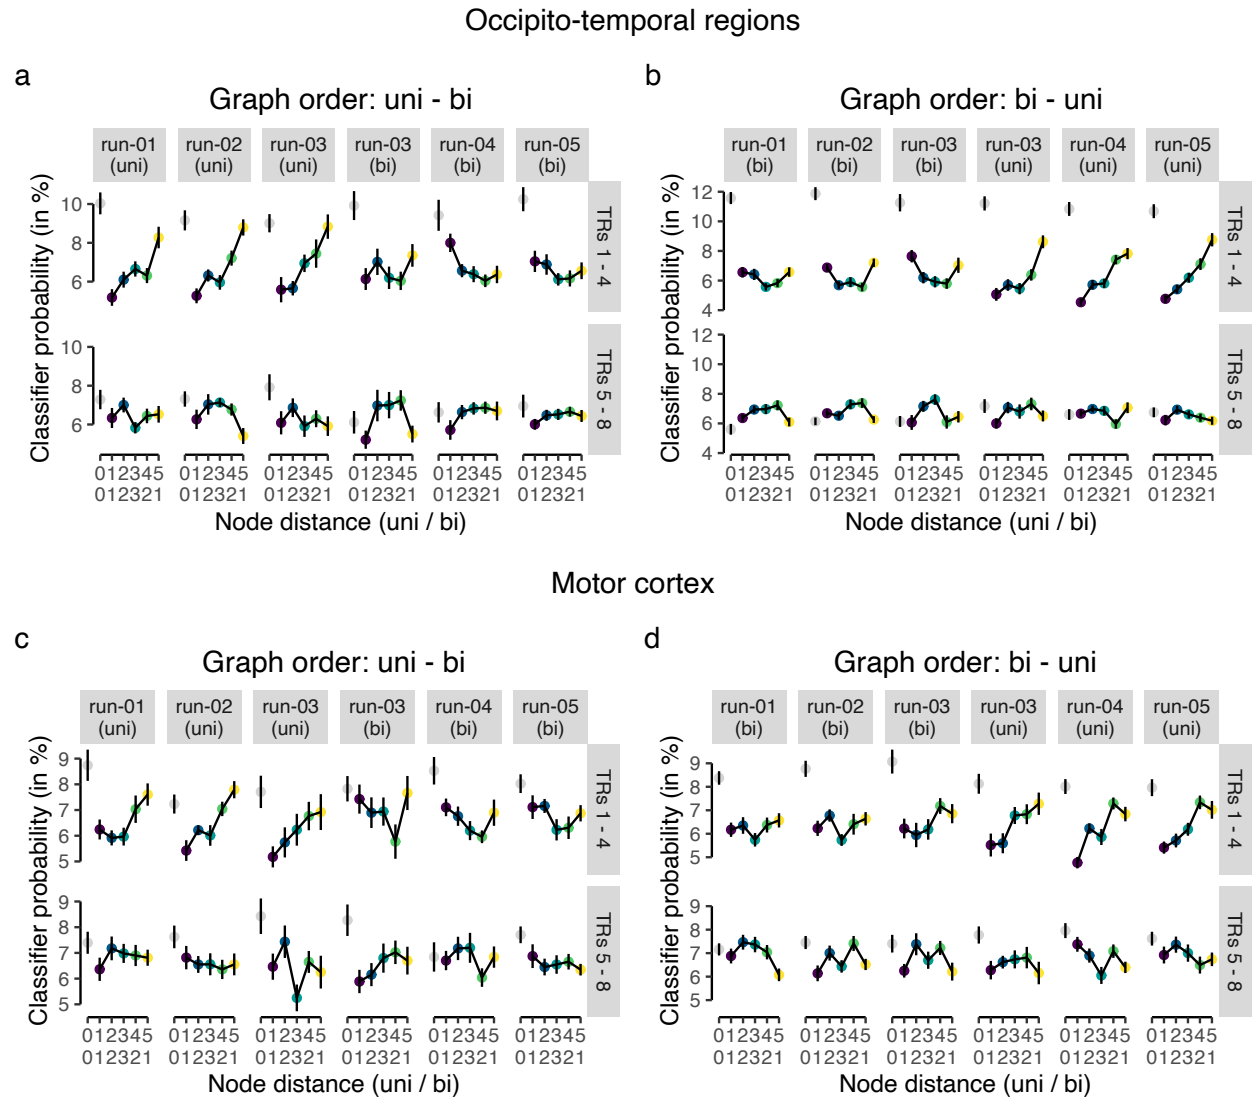 Occipito-temporal regions
a
Graph order: uni - bi
run-01 (uni)
run-02 (uni)
run-03 (uni)
run-03 (bi)
run-04 (bi)
run-05 (bi)
Classifier probability (in %)
10
8
6
TRs 1 - 4
10
8
6
TRs 5 - 8
012345
012321
012345
012321
012345
012321
012345
012321
012345
012321
012345
012321
Node distance (uni / bi)
b
Graph order: bi - uni
run-01 (bi)
run-02 (bi)
run-03 (bi)
run-03 (uni)
run-04 (uni)
run-05 (uni)
Classifier probability (in %)
12
10
8
6
4
TRs 1 - 4
12
10
8
6
4
TRs 5 - 8
012345
012321
012345
012321
012345
012321
012345
012321
012345
012321
012345
012321
Node distance (uni / bi)
Motor cortex
c
Graph order: uni - bi
run-01 (uni)
run-02 (uni)
run-03 (uni)
run-03 (bi)
run-04 (bi)
run-05 (bi)
Classifier probability (in %)
9
8
7
6
5
TRs 1 - 4
9
8
7
6
5
TRs 5 - 8
012345
012321
012345
012321
012345
012321
012345
012321
012345
012321
012345
012321
Node distance (uni / bi)
d
Graph order: bi - uni
run-01 (bi)
run-02 (bi)
run-03 (bi)
run-03 (uni)
run-04 (uni)
run-05 (uni)
Classifier probability (in %)
9
8
7
6
5
TRs 1 - 4
9
8
7
6
5
TRs 5 - 8
012345
012321
012345
012321
012345
012321
012345
012321
012345
012321
012345
012321
Node distance (uni / bi)